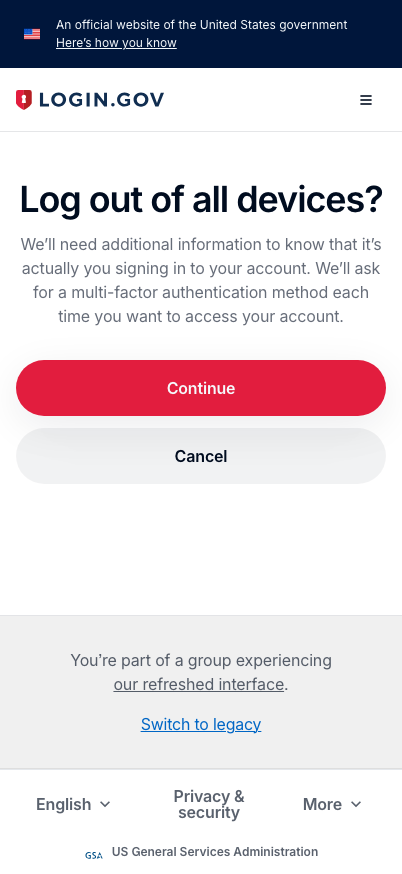 An official website of the United States government
Here’s how you know
LOGIN.GOV
Log out of all devices?
We’ll need additional information to know that it’s
actually you signing in to your account. We’ll ask
for a multi-factor authentication method each
time you want to access your account.
Continue
Cancel
You’re part of a group experiencing
our refreshed interface.
Switch to legacy
English
Privacy &
security
More
GSA US General Services Administration